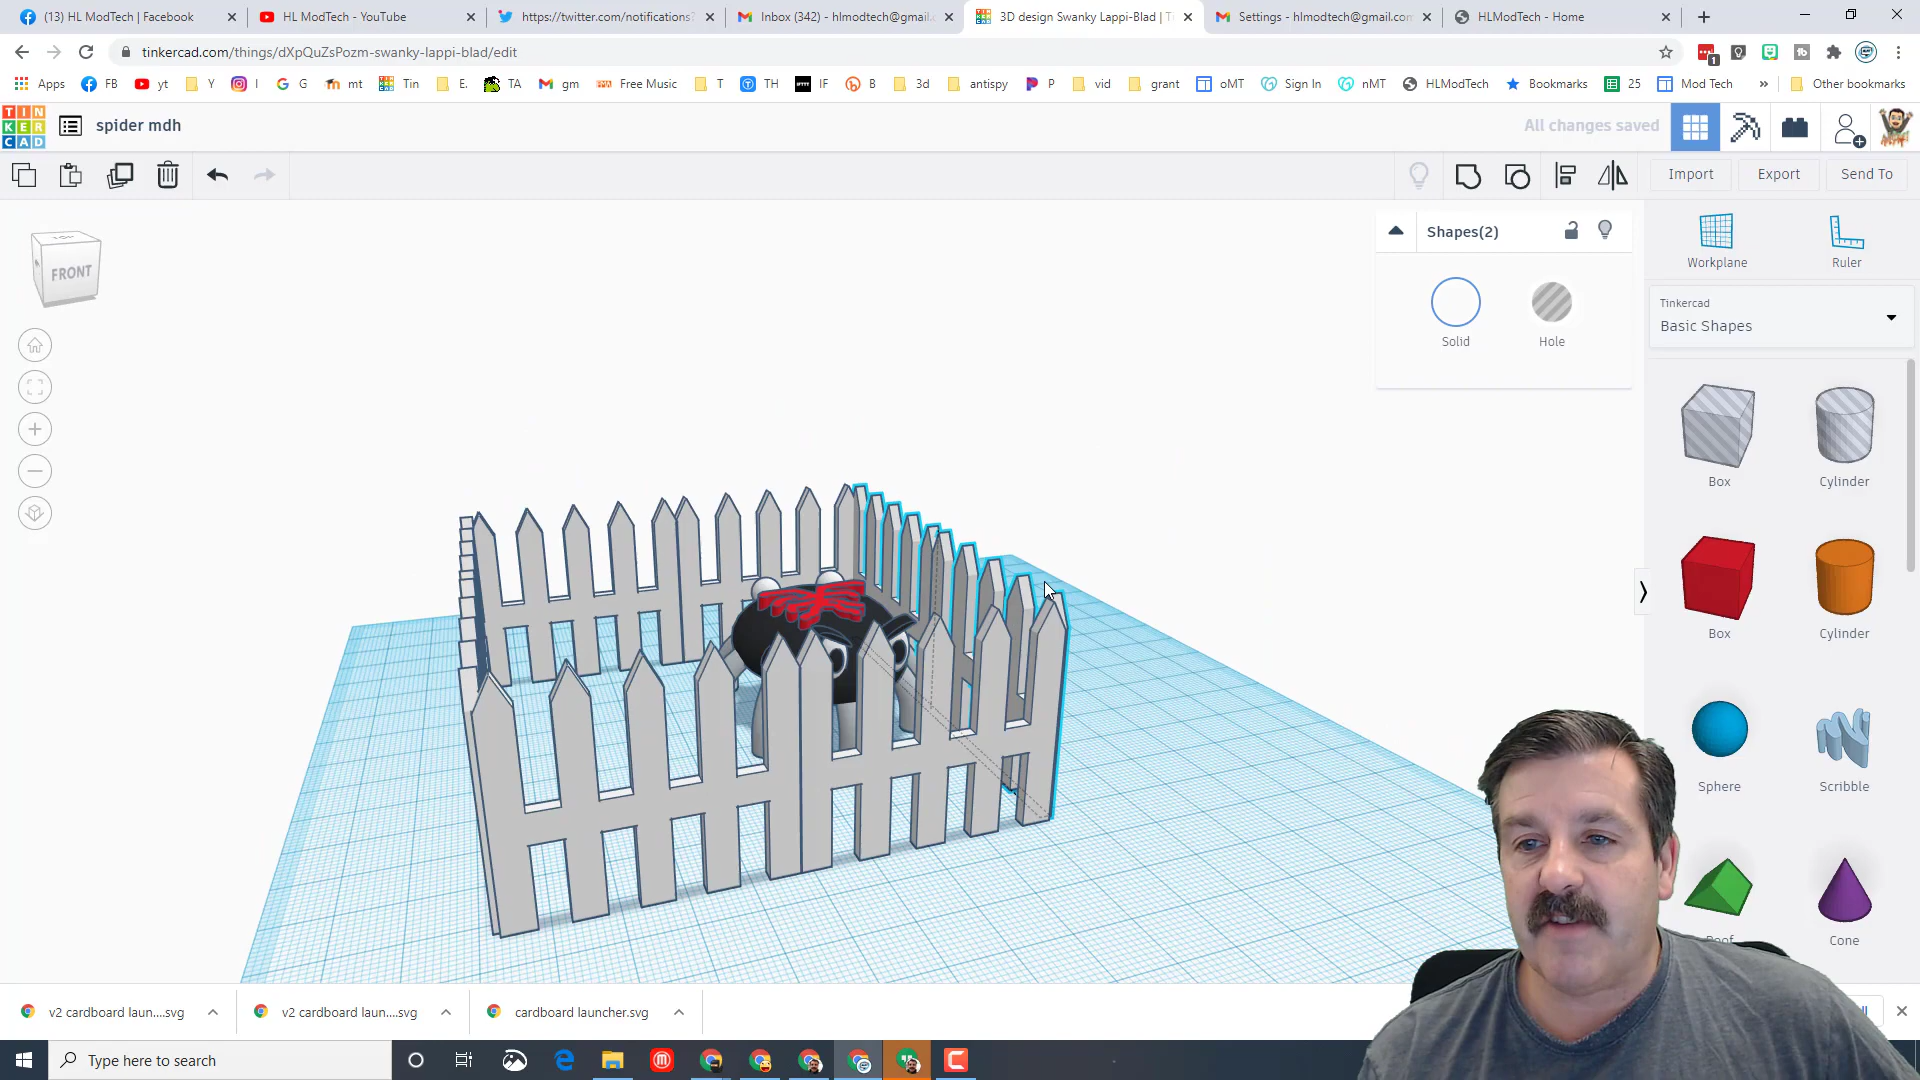 (13) HL ModTech | Facebook
HL ModTech - YouTube
https://twitter.com/notifications?
Inbox (342) - hlmodtech@gmail.c
3D design Swanky Lappi-Blad | T
Settings - hlmodtech@gmail.com
HLModTech - Home
tinkercad.com/things/dXpQuZsPozm-swanky-lappi-blad/edit
1
Apps
FB
yt
Y
I
G
mt
Tin
E.
TA
gm
Free Music
T
TH
IF
B
3d
antispy
P
vid
grant
oMT
Sign In
nMT
HLModTech
Bookmarks
25
Mod Tech
»
Other bookmarks
TIN
KER
CAD
spider mdh
All changes saved
Import
Export
Send To
TOP
FRONT
Shapes(2)
Solid
Hole
Workplane
Ruler
Tinkercad
Basic Shapes
Box
Cylinder
Box
Cylinder
Sphere
Scribble
Roof
Cone
v2 cardboard laun....svg
v2 cardboard laun....svg
cardboard launcher.svg
Type here to search